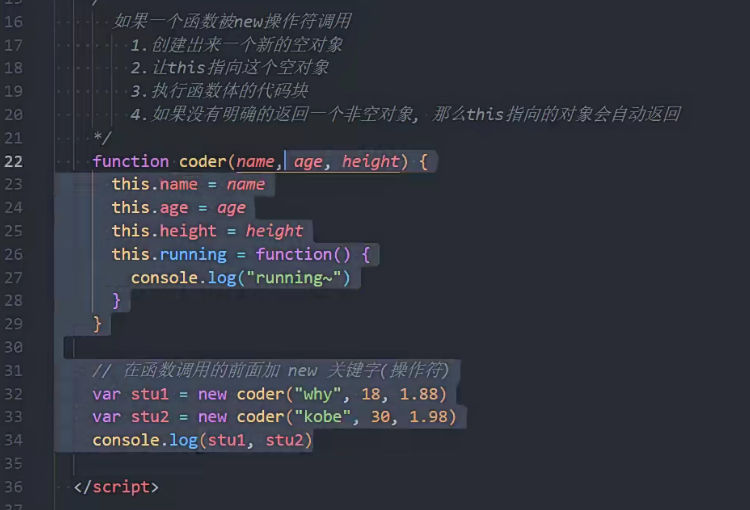 15 /
16 如果一个函数被new操作符调用
17 1.创建出来一个新的空对象
18 2.让this指向这个空对象
19 3.执行函数体的代码块
20 4.如果没有明确的返回一个非空对象, 那么this指向的对象会自动返回
21 */
22 function coder(name, age, height) {
23 this.name = name
24 this.age = age
25 this.height = height
26 this.running = function() {
27 console.log("running~")
28 }
29 }
30
31 // 在函数调用的前面加 new 关键字(操作符)
32 var stu1 = new coder("why", 18, 1.88)
33 var stu2 = new coder("kobe", 30, 1.98)
34 console.log(stu1, stu2)
35
36 </script>
37